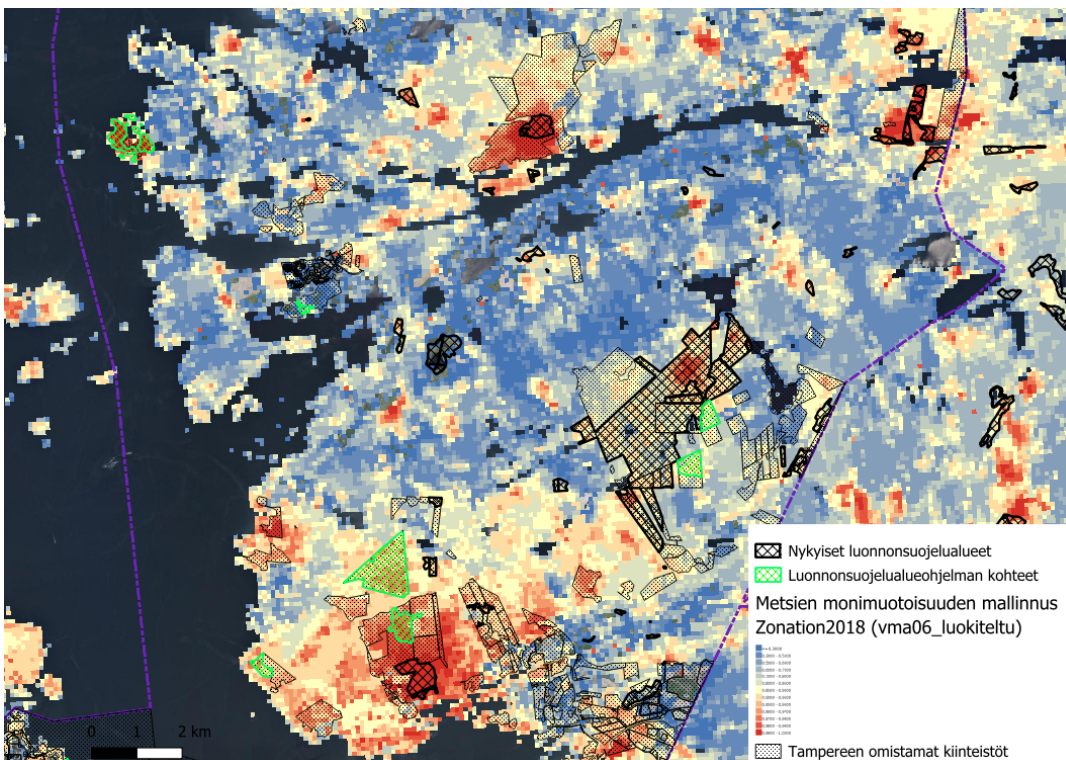 Nykyiset luonnonsuojelualueet
Luonnonsuojelualueohjelman kohteet
Metsien monimuotoisuuden mallinnus
Zonation2018 (vma06_luokiteltu)
Tampereen omistamat kiinteistöt
0 1 2 km